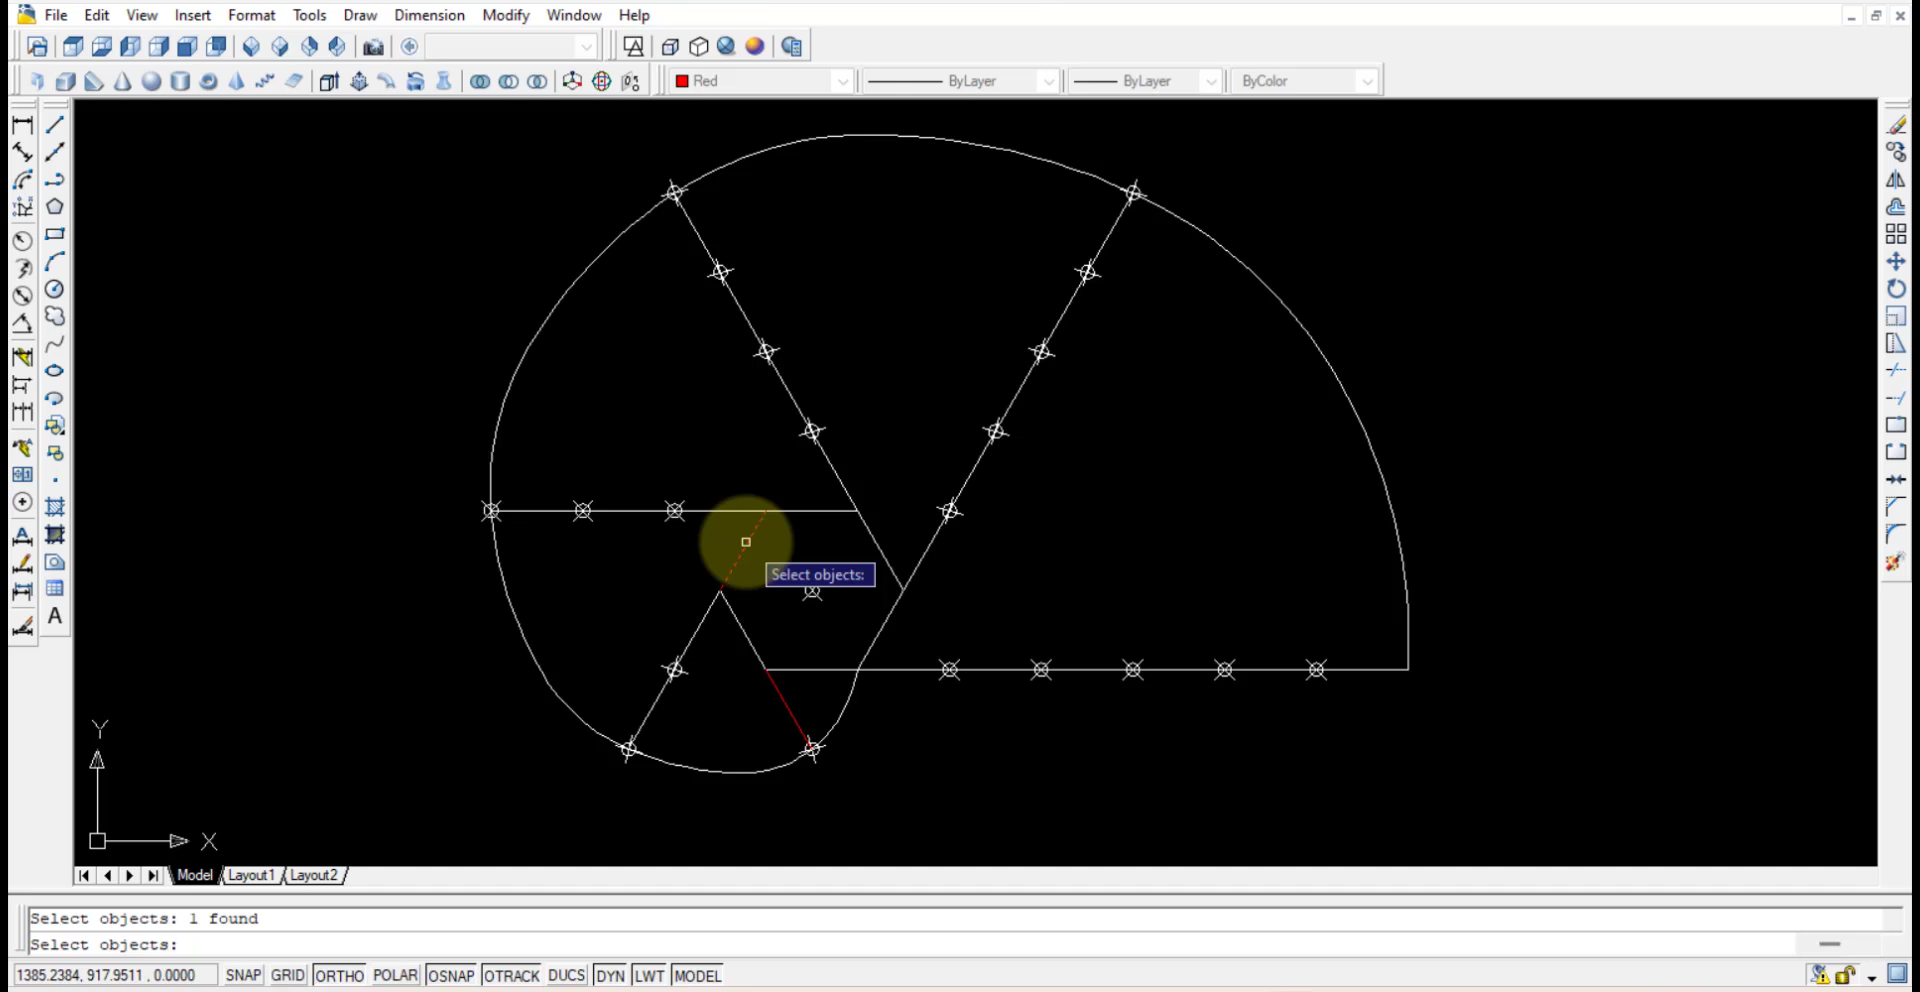 File Edit View Insert Format Tools Draw Dimension Modify Window Help
Red ByLayer ByLayer ByColor
Select objects:
Y
X
A
Model Layout1 Layout2
Select objects: 1 found
Select objects:
1385.2384, 917.9511 , 0.0000 SNAP GRID ORTHO POLAR OSNAP OTRACK DUCS DYN LWT MODEL